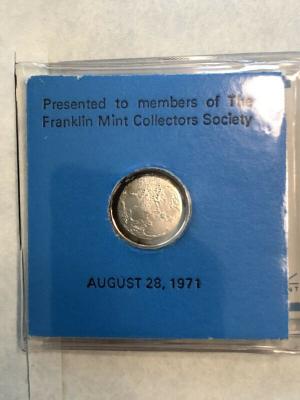 Presented to members of The
Franklin Mint Collectors Society
AUGUST 28, 1971